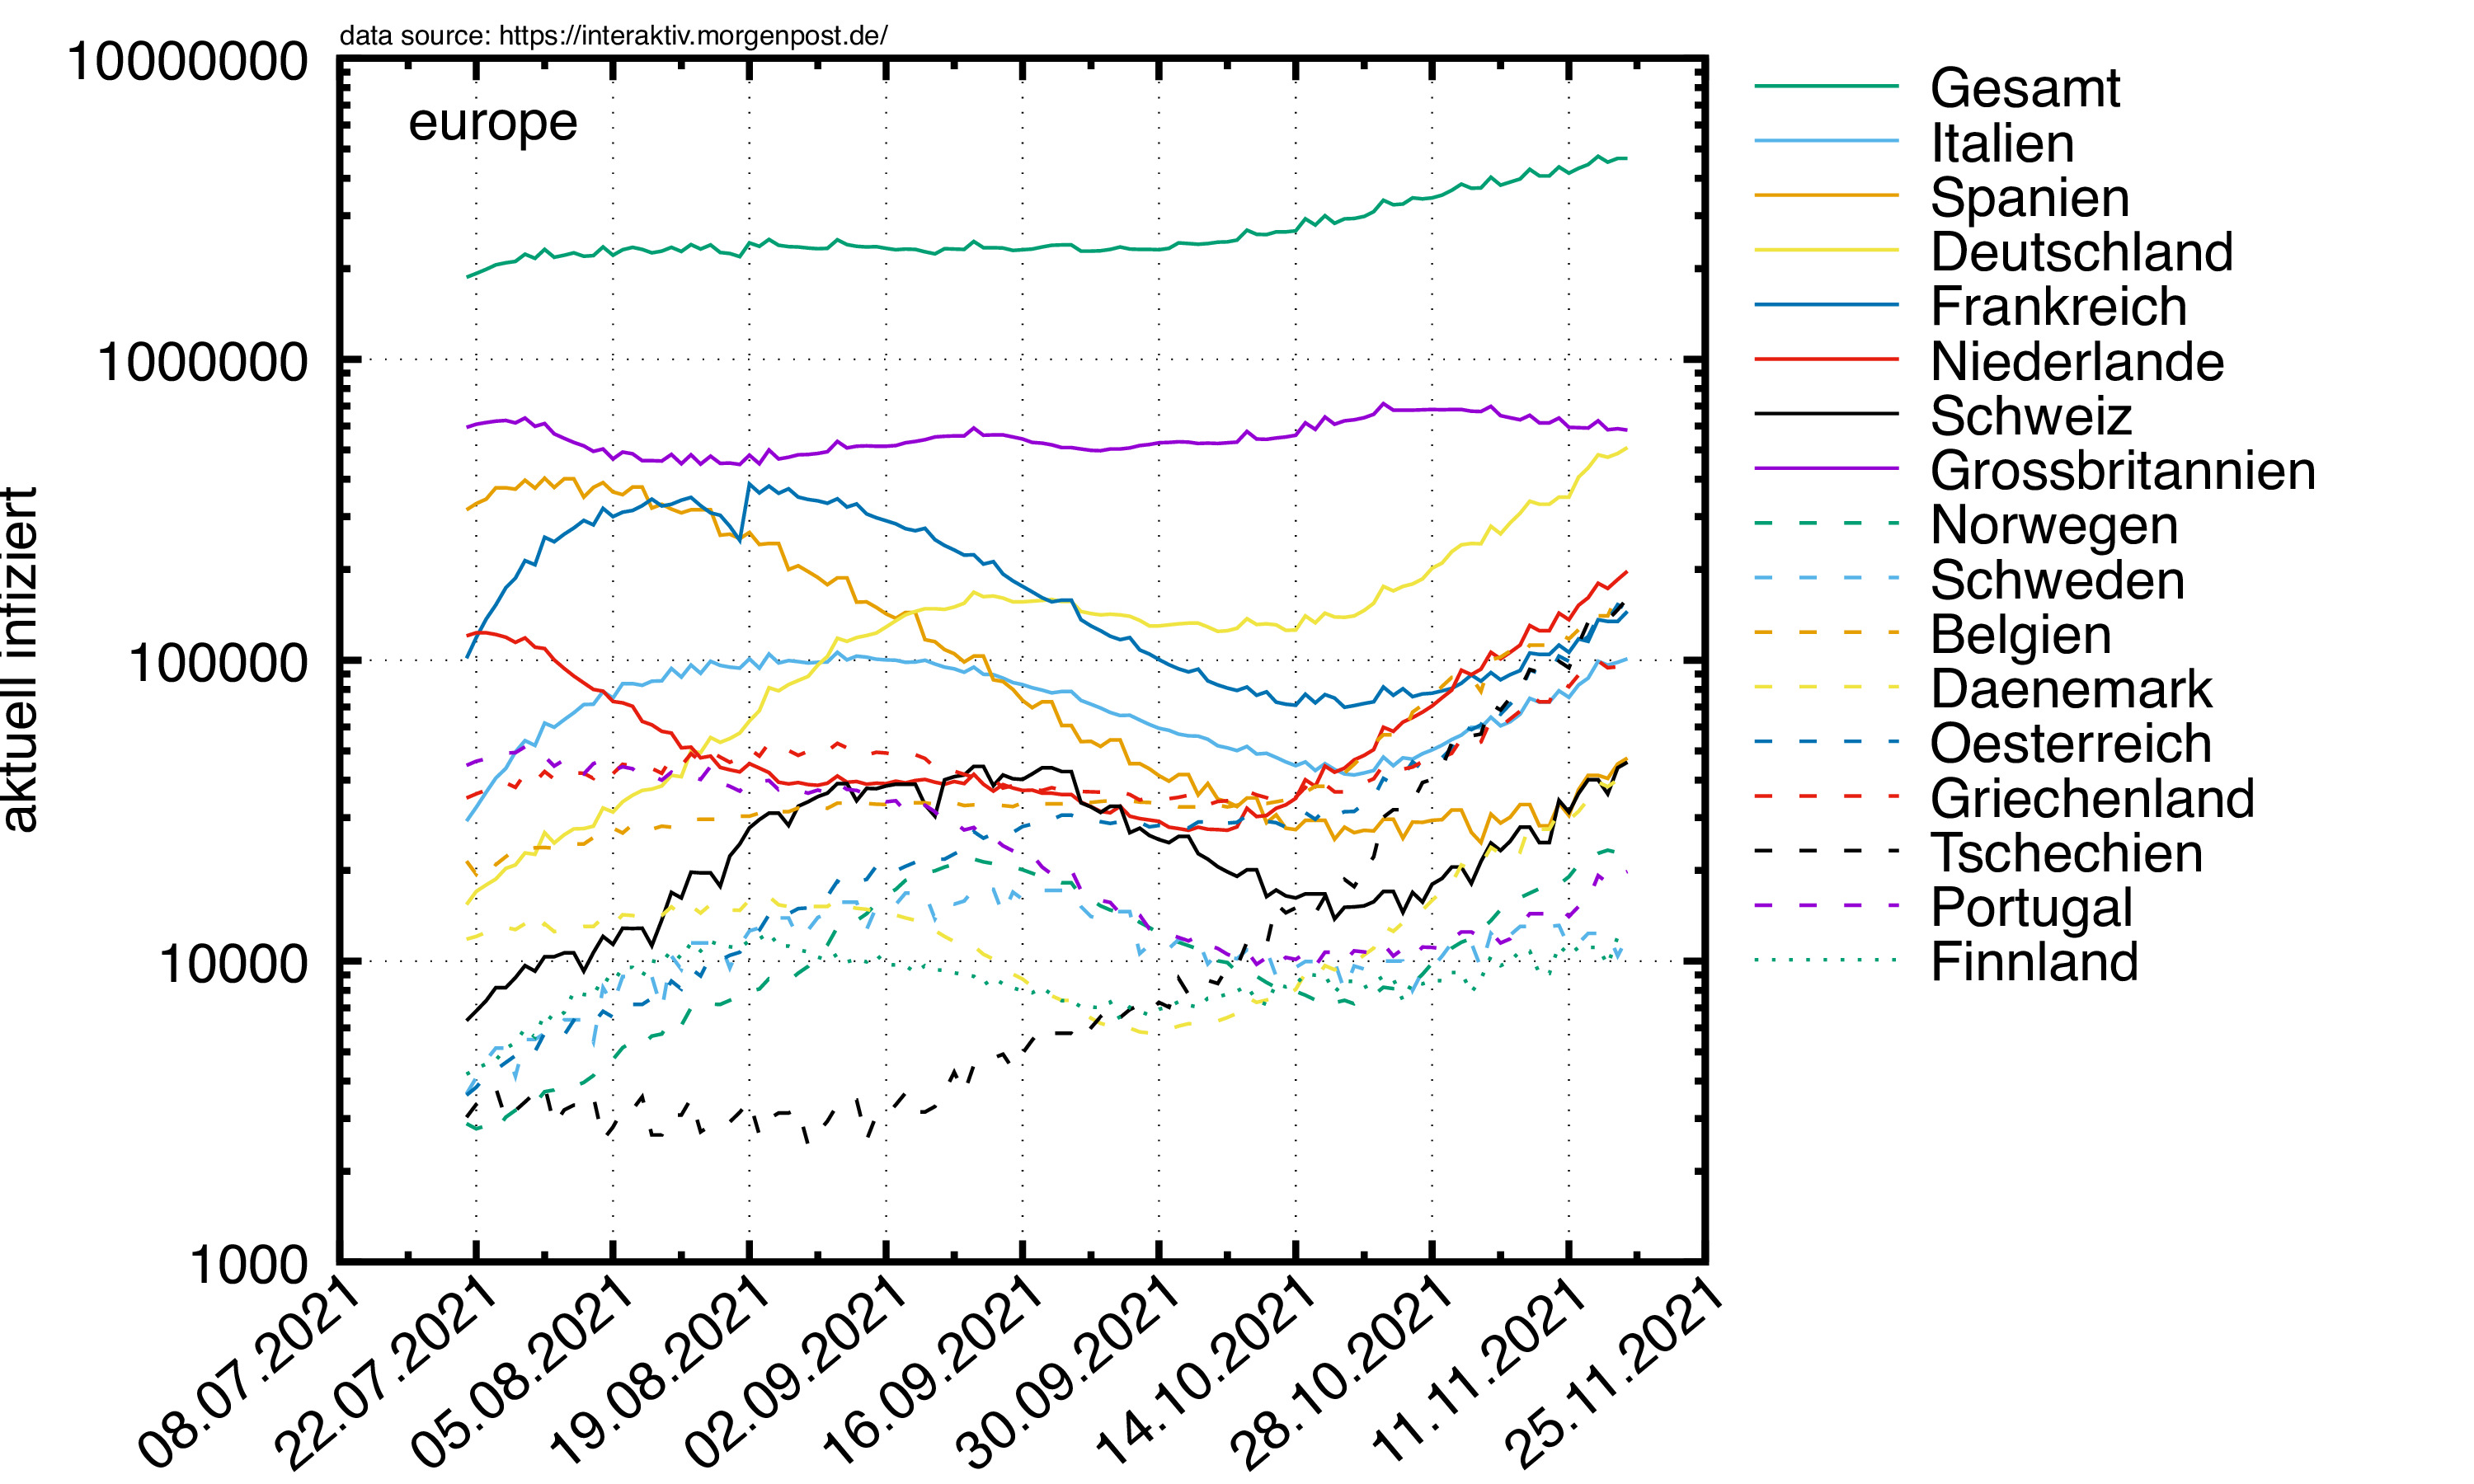 data source: https://interaktiv.morgenpost.de/
europe
aktuell infiziert
10000000
1000000
100000
10000
1000
08.07.2021
22.07.2021
05.08.2021
19.08.2021
02.09.2021
16.09.2021
30.09.2021
14.10.2021
28.10.2021
11.11.2021
25.11.2021
Gesamt
Italien
Spanien
Deutschland
Frankreich
Niederlande
Schweiz
Grossbritannien
Norwegen
Schweden
Belgien
Daenemark
Oesterreich
Griechenland
Tschechien
Portugal
Finnland